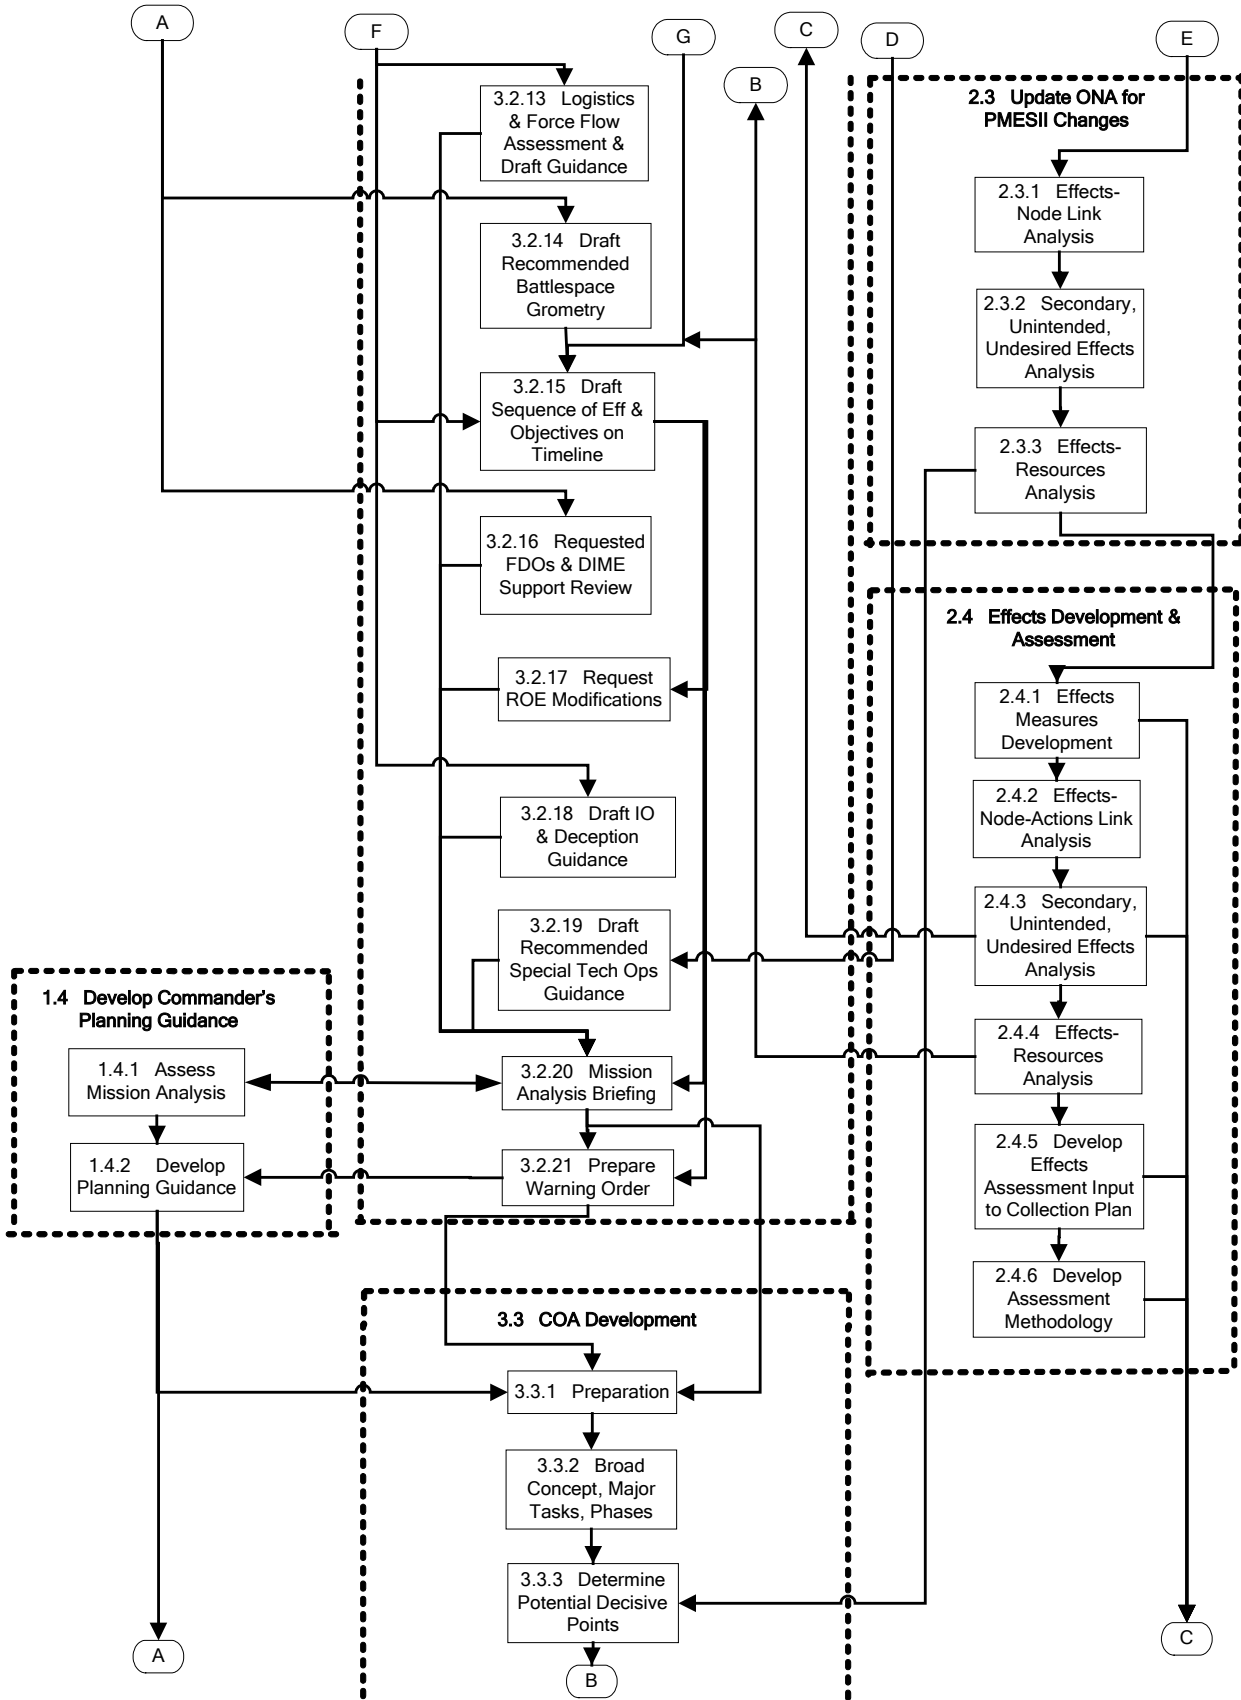 A
F
G
C
B
D
E
3.2.13 Logistics
& Force Flow
Assessment &
Draft Guidance
3.2.14 Draft
Recommended
Battlespace
Grometry
3.2.15 Draft
Sequence of Eff &
Objectives on
Timeline
3.2.16 Requested
FDOs & DIME
Support Review
3.2.17 Request
ROE Modifications
3.2.18 Draft IO
& Deception
Guidance
3.2.19 Draft
Recommended
Special Tech Ops
Guidance
3.2.20 Mission
Analysis Briefing
3.2.21 Prepare
Warning Order
1.4 Develop Commander's
Planning Guidance
1.4.1 Assess
Mission Analysis
1.4.2 Develop
Planning Guidance
A
3.3 COA Development
3.3.1 Preparation
3.3.2 Broad
Concept, Major
Tasks, Phases
3.3.3 Determine
Potential Decisive
Points
B
2.3 Update ONA for
PMESII Changes
2.3.1 Effects-
Node Link
Analysis
2.3.2 Secondary,
Unintended,
Undesired Effects
Analysis
2.3.3 Effects-
Resources
Analysis
2.4 Effects Development &
Assessment
2.4.1 Effects
Measures
Development
2.4.2 Effects-
Node-Actions Link
Analysis
2.4.3 Secondary,
Unintended,
Undesired Effects
Analysis
2.4.4 Effects-
Resources
Analysis
2.4.5 Develop
Effects
Assessment Input
to Collection Plan
2.4.6 Develop
Assessment
Methodology
C